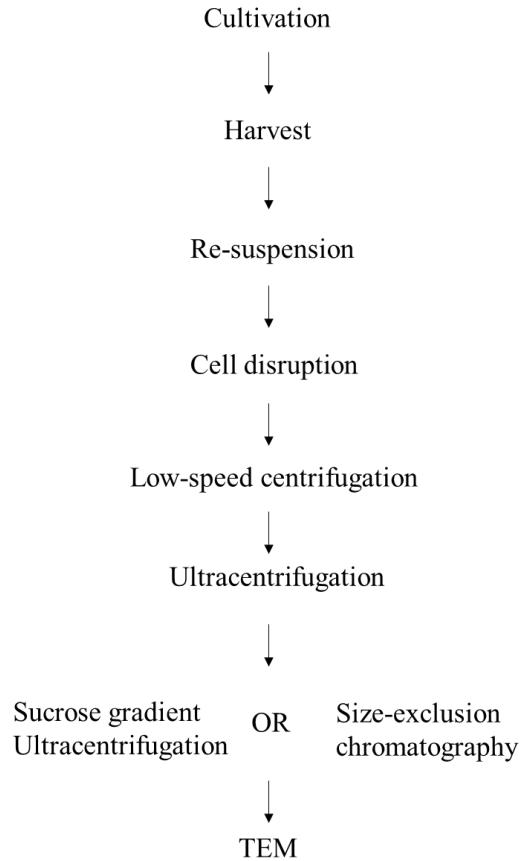 Cultivation
Harvest
Re-suspension
Cell disruption
Low-speed centrifugation
Ultracentrifugation
Sucrose gradient
Ultracentrifugation
OR
Size-exclusion
chromatography
TEM